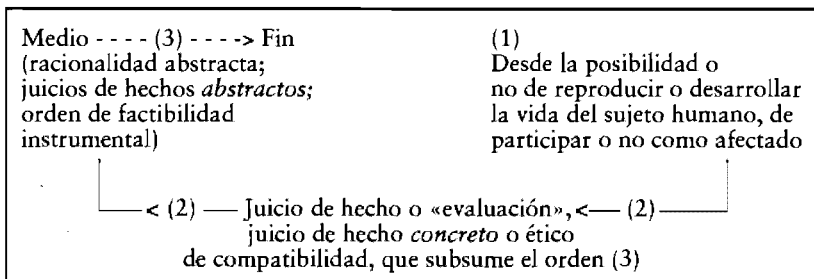 Medio - - - - (3) - - - -> Fin
(racionalidad abstracta;
juicios de hechos abstractos;
orden de factibilidad
instrumental)
(1)
Desde la posibilidad o
no de reproducir o desarrollar
la vida del sujeto humano, de
participar o no como afectado
< (2) — Juicio de hecho o «evaluación», <— (2)
juicio de hecho concreto o ético
de compatibilidad, que subsume el orden (3)